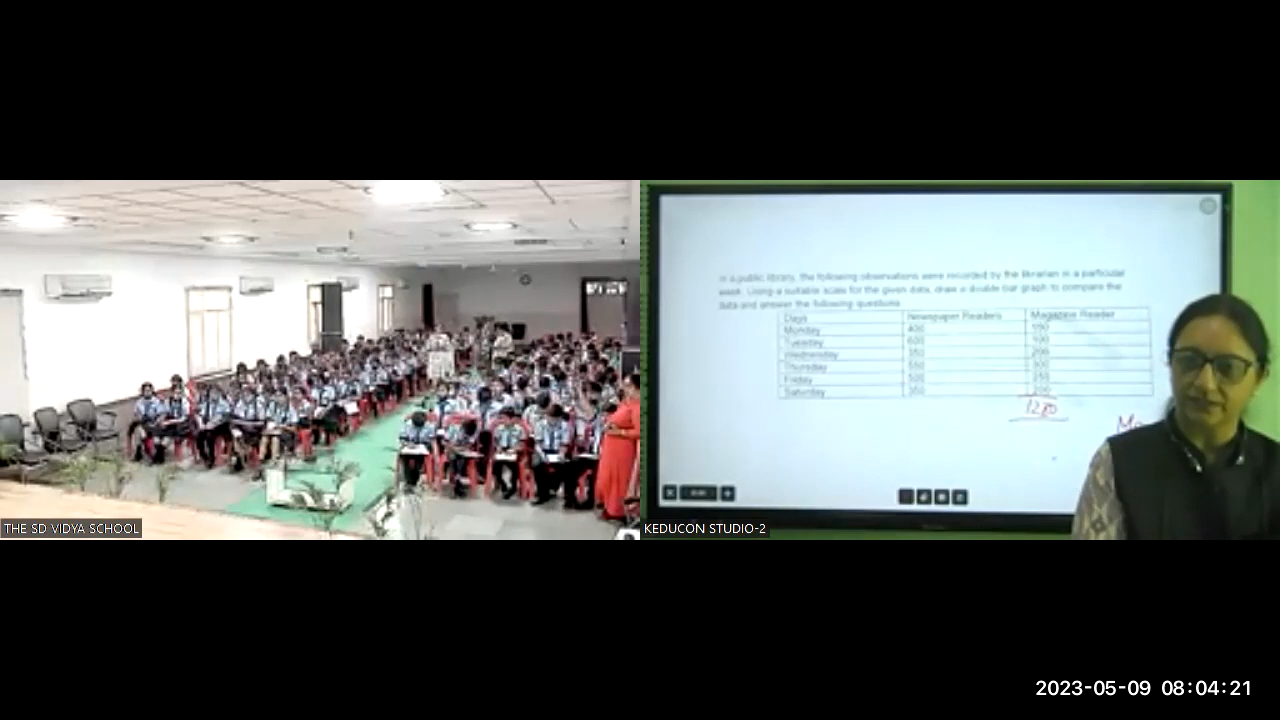 In a public library, the following observations were recorded by the librarian in a particular
week. Using a suitable scale for the given data, draw a double bar graph to compare the
data and answer the following questions
Days Newspaper Readers Magazine Reader
Monday 400
Tuesday 600 100
Wednesday 350 200
Thursday 550 300
Friday 500 250
Saturday 350
THE SD VIDYA SCHOOL
KEDUCON STUDIO-2
2023-05-09 08:04:21